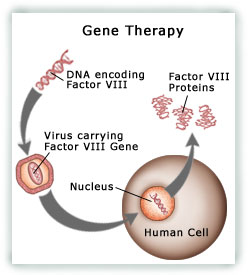 Gene Therapy
DNA encoding
Factor VIII
Factor VIII
Proteins
Virus carrying
Factor VIII Gene
Nucleus
Human Cell